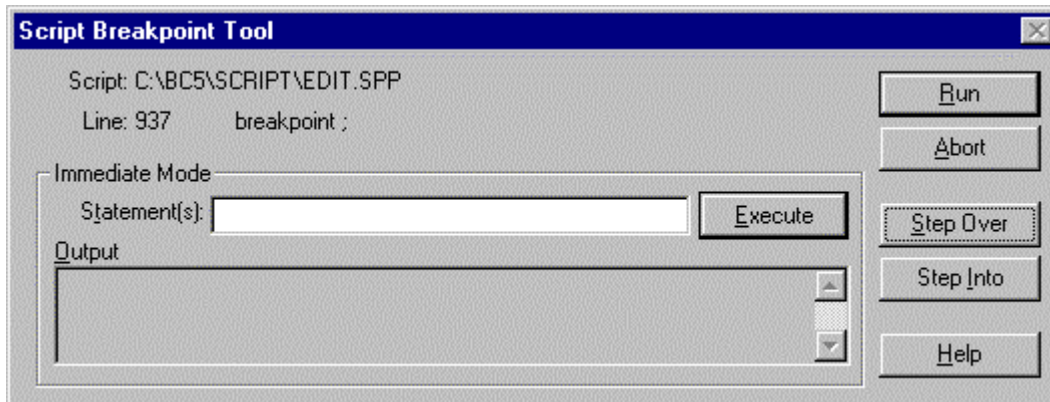 Script Breakpoint Tool
Script: C:\BC5\SCRIPT\EDIT.SPP
Line: 937 breakpoint ;
Run
Abort
Immediate Mode
Statement(s):
Execute
Step Over
Output
Step Into
Help